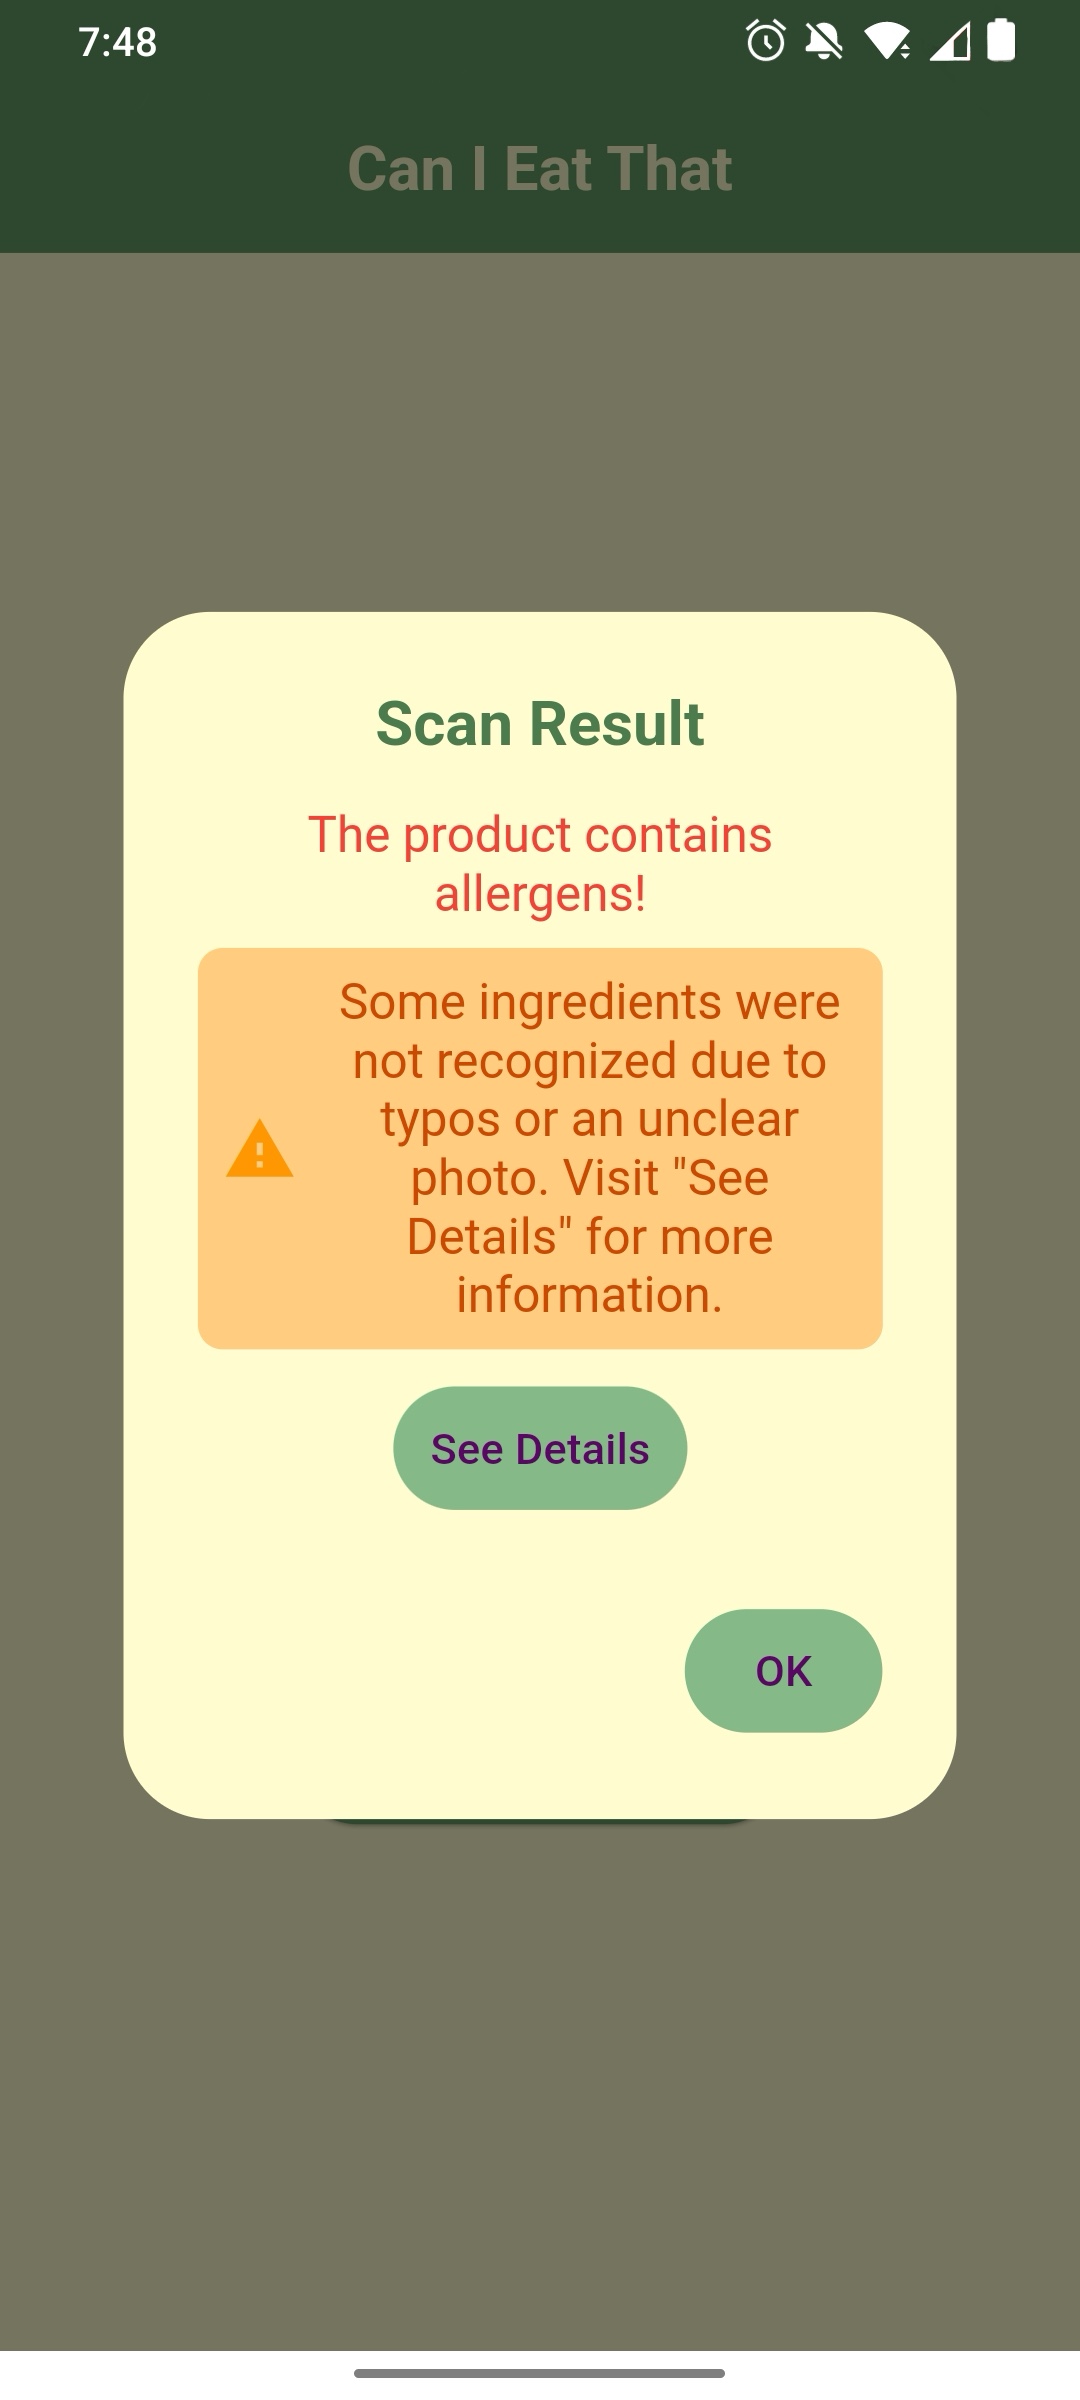 7:48
Can I Eat That
Scan Result
The product contains
allergens!
Some ingredients were
not recognized due to
typos or an unclear
photo. Visit "See
Details" for more
information.
See Details
OK